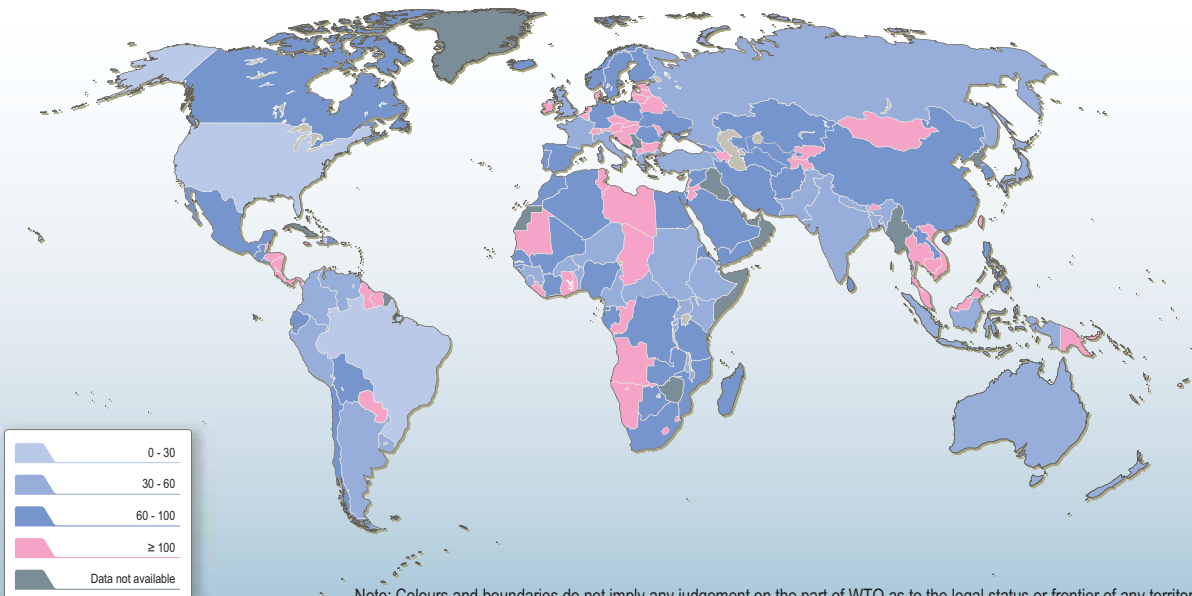 0 - 30
30 - 60
60 - 100
≥ 100
Data not available
Note: Colours and boundaries do not imply any judgement on the part of WTO as to the legal status or frontier of any